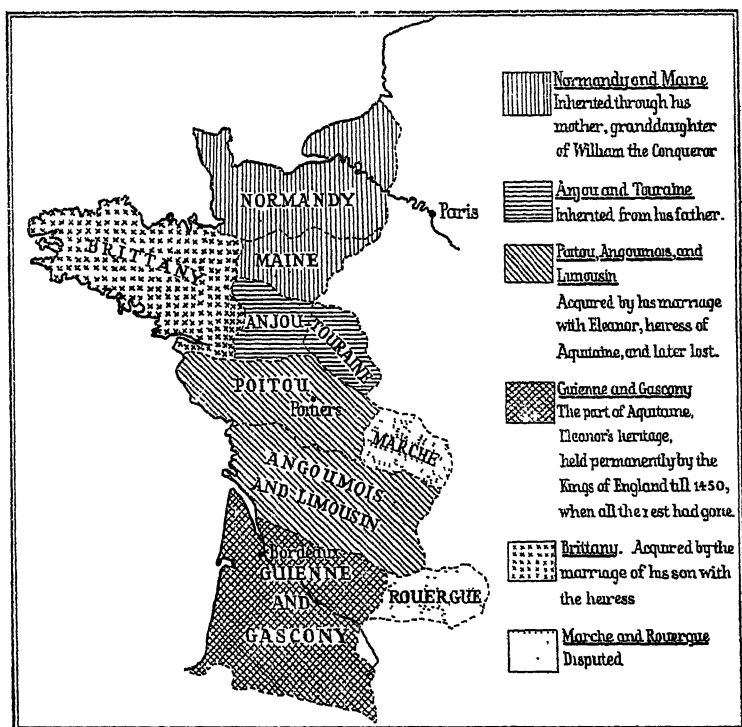 NORMANDY
Paris
BRITTANY
MAINE
ANJOU
TOURAINE
POITOU
Poitiers
MARCHE
ANGOUMOIS
AND LIMOUSIN
Bordeaux
GUIENNE
AND
GASCONY
ROUERGUE
Normandy and Maine
Inherited through his
mother, granddaughter
of William the Conqueror
Anjou and Touraine
Inherited from his father.
Poitou, Angoumois, and
Limousin
Acquired by his marriage
with Eleanor, heiress of
Aquitaine, and later lost.
Guienne and Gascony
The part of Aquitaine,
Eleanor's heritage,
held permanently by the
Kings of England till 1450,
when all the rest had gone.
Brittany. Acquired by the
marriage of his son with
the heiress
Marche and Rouergue
Disputed